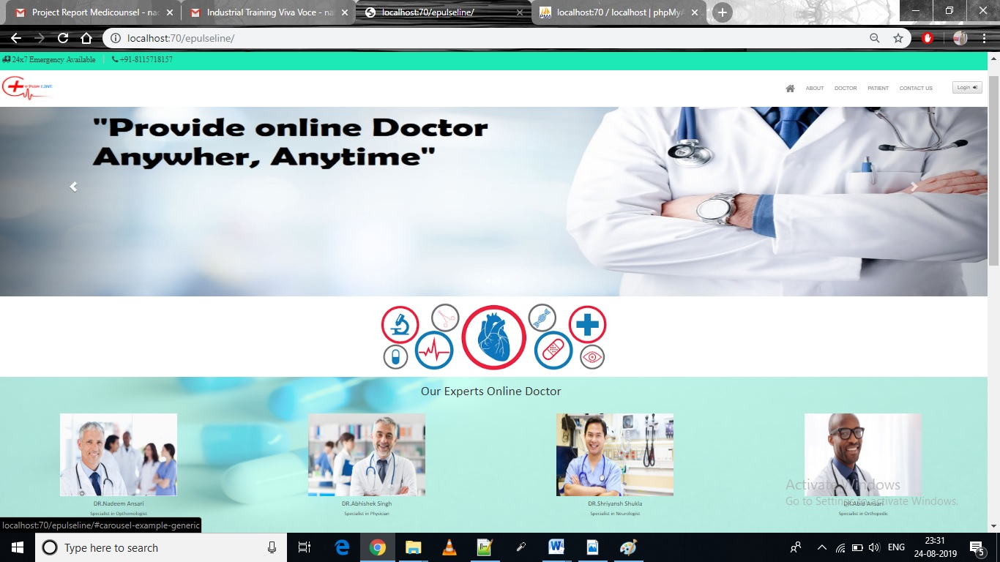 Project Report Medicounsel - nac
Industrial Training Viva Voce - na
localhost:70/epulseline/
localhost:70 / localhost | phpMyA
localhost:70/epulseline/
24x7 Emergency Available
+91-8115718157
ABOUT
DOCTOR
PATIENT
CONTACT US
Login
"Provide online Doctor
Anywher, Anytime"
Our Experts Online Doctor
DR.Nadeem Ansari
Specialist in Opthomologist
DR.Abhishek Singh
Specialist in Physician
DR.Shriyansh Shukla
Specialist in Neurologist
DR.Abid Ansari
Specialist in Orthopedic
Activate Windows
Go to Settings to activate Windows.
localhost:70/epulseline/#carousel-example-generic
Type here to search
ENG
23:31
24-08-2019
5